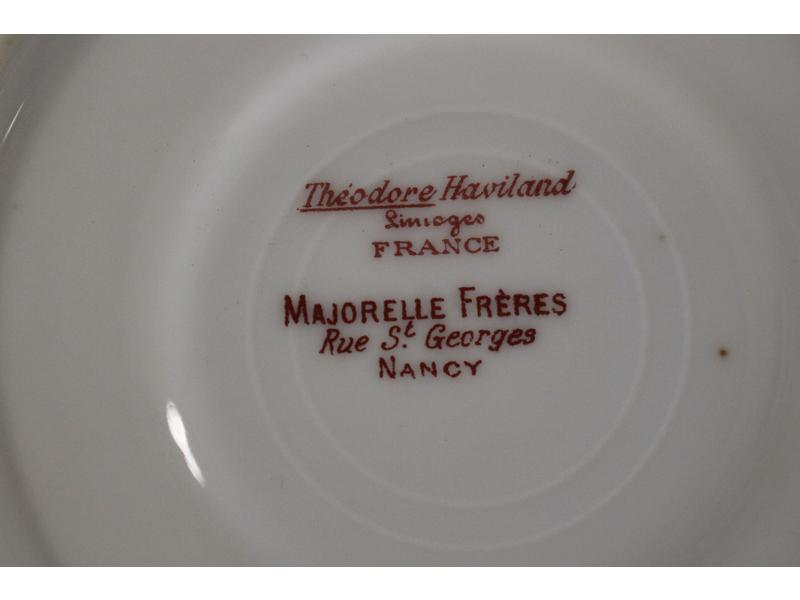 Théodore Haviland
Limoges
FRANCE
MAJORELLE FRÈRES
Rue St. Georges
NANCY